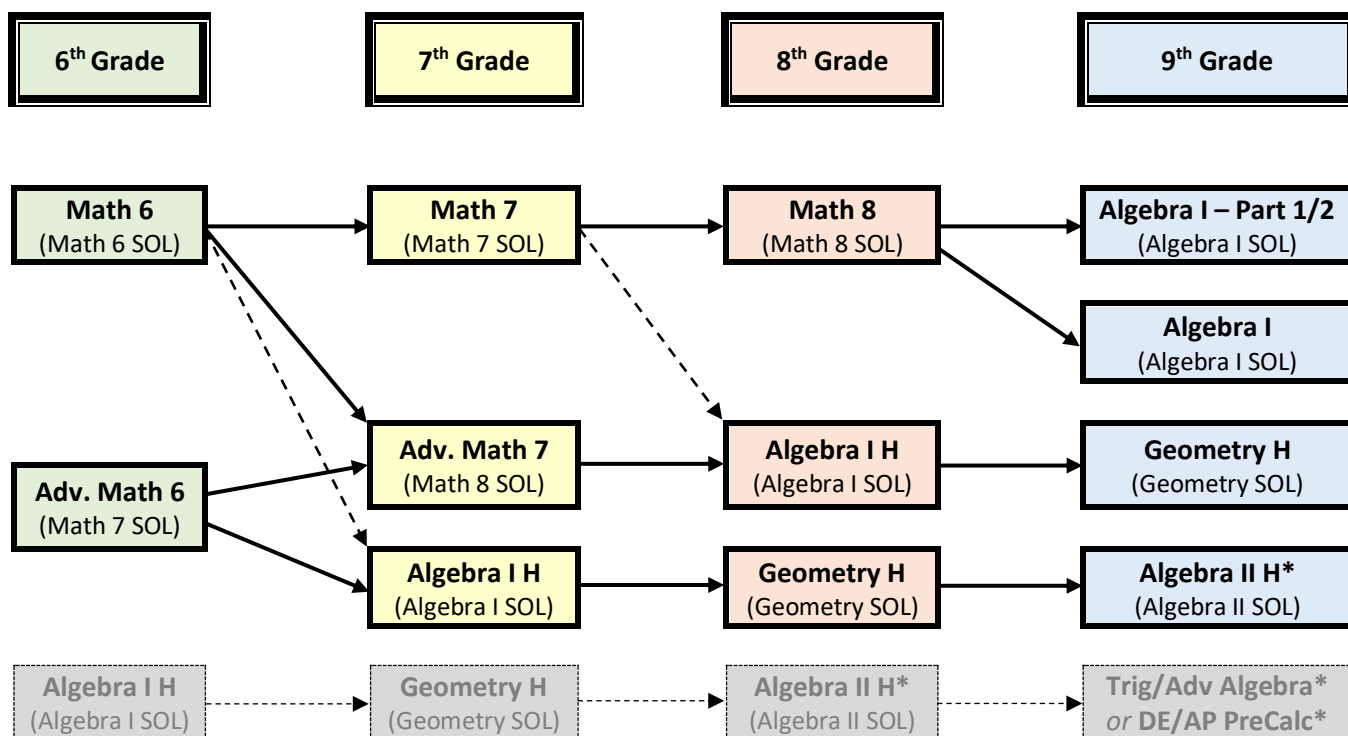 6th Grade
7th Grade
8th Grade
9th Grade
Math 6
(Math 6 SOL)
Math 7
(Math 7 SOL)
Math 8
(Math 8 SOL)
Algebra I – Part 1/2
(Algebra I SOL)
Algebra I
(Algebra I SOL)
Adv. Math 6
(Math 7 SOL)
Adv. Math 7
(Math 8 SOL)
Algebra I H
(Algebra I SOL)
Geometry H
(Geometry SOL)
Algebra I H
(Algebra I SOL)
Geometry H
(Geometry SOL)
Algebra II H*
(Algebra II SOL)
Algebra I H
(Algebra I SOL)
Geometry H
(Geometry SOL)
Algebra II H*
(Algebra II SOL)
Trig/Adv Algebra*
or DE/AP PreCalc*